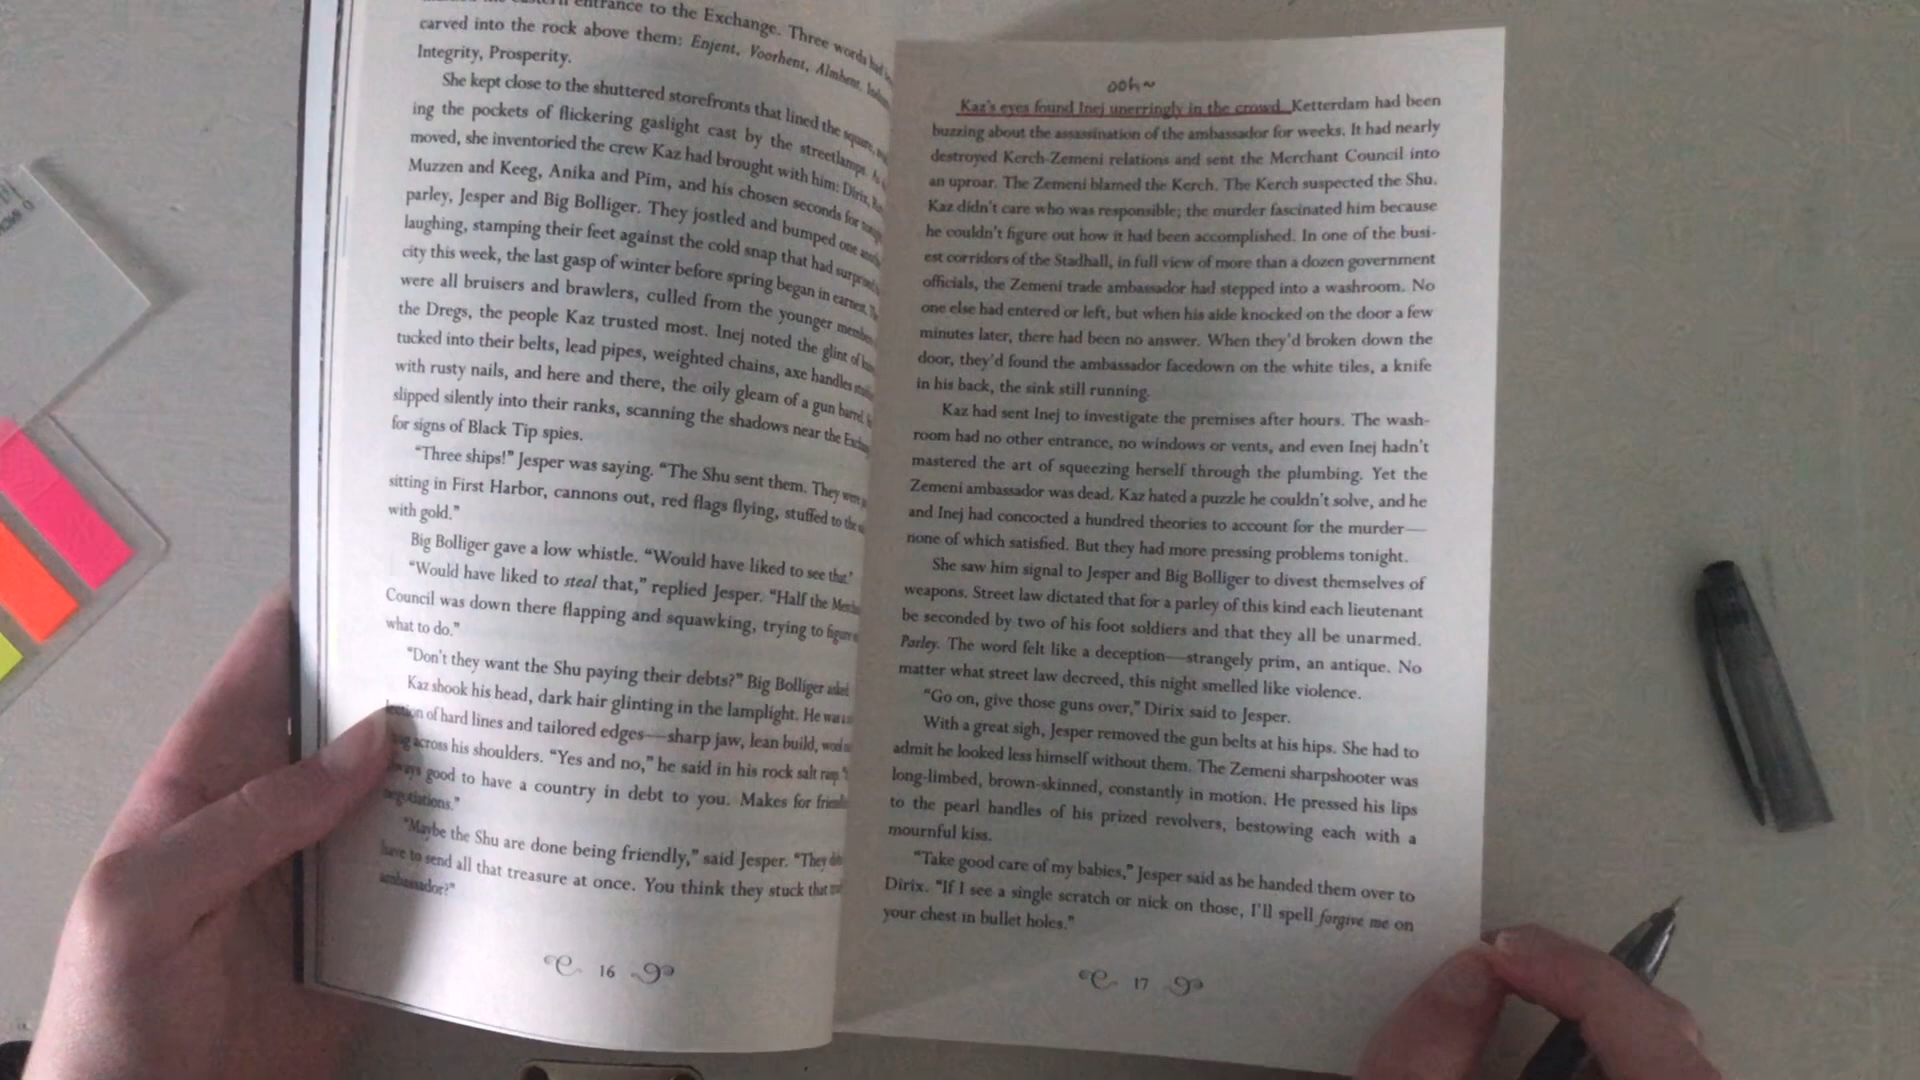 entrance to the Exchange. Three words had
carved into the rock above them: Enjent, Voorhent, Almhent.
Integrity, Prosperity.
She kept close to the shuttered storefronts that lined the square,
ing the pockets of flickering gaslight cast by the streetlamps. As
moved, she inventoried the crew Kaz had brought with him: Dirix,
Muzzen and Keeg, Anika and Pim, and his chosen seconds for
parley, Jesper and Big Bolliger. They jostled and bumped one
laughing, stamping their feet against the cold snap that had
city this week, the last gasp of winter before spring began in earnest.
were all bruisers and brawlers, culled from the younger
the Dregs, the people Kaz trusted most. Inej noted the glint of
tucked into their belts, lead pipes, weighted chains, axe handles
with rusty nails, and here and there, the oily gleam of a gun barrel.
slipped silently into their ranks, scanning the shadows near the
for signs of Black Tip spies.
“Three ships!” Jesper was saying. “The Shu sent them. They were
sitting in First Harbor, cannons out, red flags flying, stuffed to the
with gold.”
Big Bolliger gave a low whistle. “Would have liked to see that.”
“Would have liked to steal that,” replied Jesper. “Half the
Council was down there flapping and squawking, trying to figure
what to do.”
“Don’t they want the Shu paying their debts?” Big Bolliger asked
Kaz shook his head, dark hair glinting in the lamplight. He was
of hard lines and tailored edges—sharp jaw, lean build,
across his shoulders. “Yes and no,” he said in his rock salt rasp.
good to have a country in debt to you. Makes for
negotiations.”
“Maybe the Shu are done being friendly,” said Jesper. “They
have to send all that treasure at once. You think they stuck that
ambassador?”
16
ooh~
Kaz’s eyes found Inej unerringly in the crowd. Ketterdam had been
buzzing about the assassination of the ambassador for weeks. It had nearly
destroyed Kerch-Zemeni relations and sent the Merchant Council into
an uproar. The Zemeni blamed the Kerch. The Kerch suspected the Shu.
Kaz didn’t care who was responsible; the murder fascinated him because
he couldn’t figure out how it had been accomplished. In one of the busi-
est corridors of the Stadhall, in full view of more than a dozen government
officials, the Zemeni trade ambassador had stepped into a washroom. No
one else had entered or left, but when his aide knocked on the door a few
minutes later, there had been no answer. When they’d broken down the
door, they’d found the ambassador facedown on the white tiles, a knife
in his back, the sink still running.
Kaz had sent Inej to investigate the premises after hours. The wash-
room had no other entrance, no windows or vents, and even Inej hadn’t
mastered the art of squeezing herself through the plumbing. Yet the
Zemeni ambassador was dead. Kaz hated a puzzle he couldn’t solve, and he
and Inej had concocted a hundred theories to account for the murder—
none of which satisfied. But they had more pressing problems tonight.
She saw him signal to Jesper and Big Bolliger to divest themselves of
weapons. Street law dictated that for a parley of this kind each lieutenant
be seconded by two of his foot soldiers and that they all be unarmed.
Parley. The word felt like a deception—strangely prim, an antique. No
matter what street law decreed, this night smelled like violence.
“Go on, give those guns over,” Dirix said to Jesper.
With a great sigh, Jesper removed the gun belts at his hips. She had to
admit he looked less himself without them. The Zemeni sharpshooter was
long-limbed, brown-skinned, constantly in motion. He pressed his lips
to the pearl handles of his prized revolvers, bestowing each with a
mournful kiss.
“Take good care of my babies,” Jesper said as he handed them over to
Dirix. “If I see a single scratch or nick on those, I’ll spell forgive me on
your chest in bullet holes.”
17